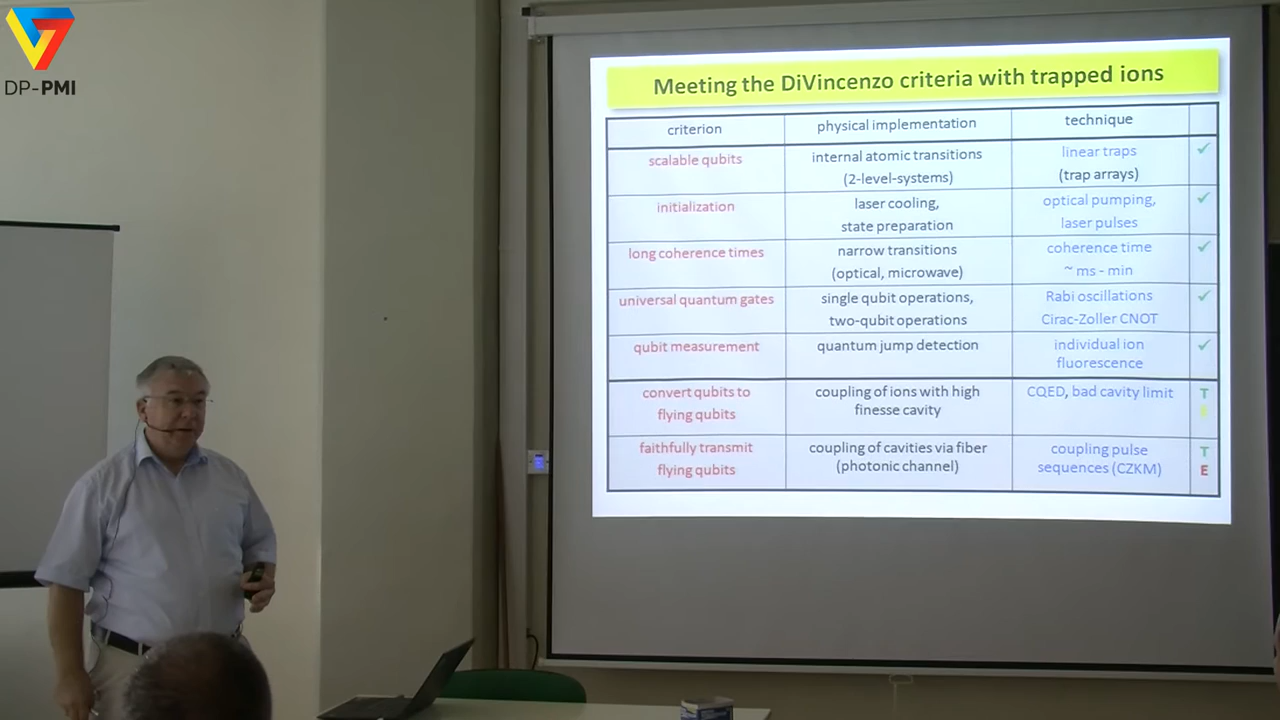 DP-PMI
Meeting the DiVincenzo criteria with trapped ions
criterion
physical implementation
technique
scalable qubits
internal atomic transitions
(2-level-systems)
linear traps
(trap arrays)
✓
initialization
laser cooling,
state preparation
optical pumping,
laser pulses
✓
long coherence times
narrow transitions
(optical, microwave)
coherence time
~ ms - min
✓
universal quantum gates
single qubit operations,
two-qubit operations
Rabi oscillations
Cirac-Zoller CNOT
✓
qubit measurement
quantum jump detection
individual ion
fluorescence
✓
convert qubits to
flying qubits
coupling of ions with high
finesse cavity
CQED, bad cavity limit
T
faithfully transmit
flying qubits
coupling of cavities via fiber
(photonic channel)
coupling pulse
sequences (CZKM)
T
E